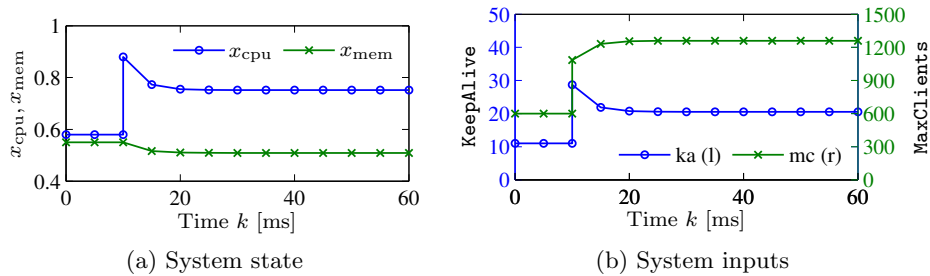 1
0.8
0.6
0.4
x_cpu, x_mem
x_cpu
x_mem
0
20
40
60
Time k [ms]
(a) System state
50
40
30
20
10
0
KeepAlive
1500
1200
900
600
300
0
MaxClients
ka (l)
mc (r)
0
20
40
60
Time k [ms]
(b) System inputs